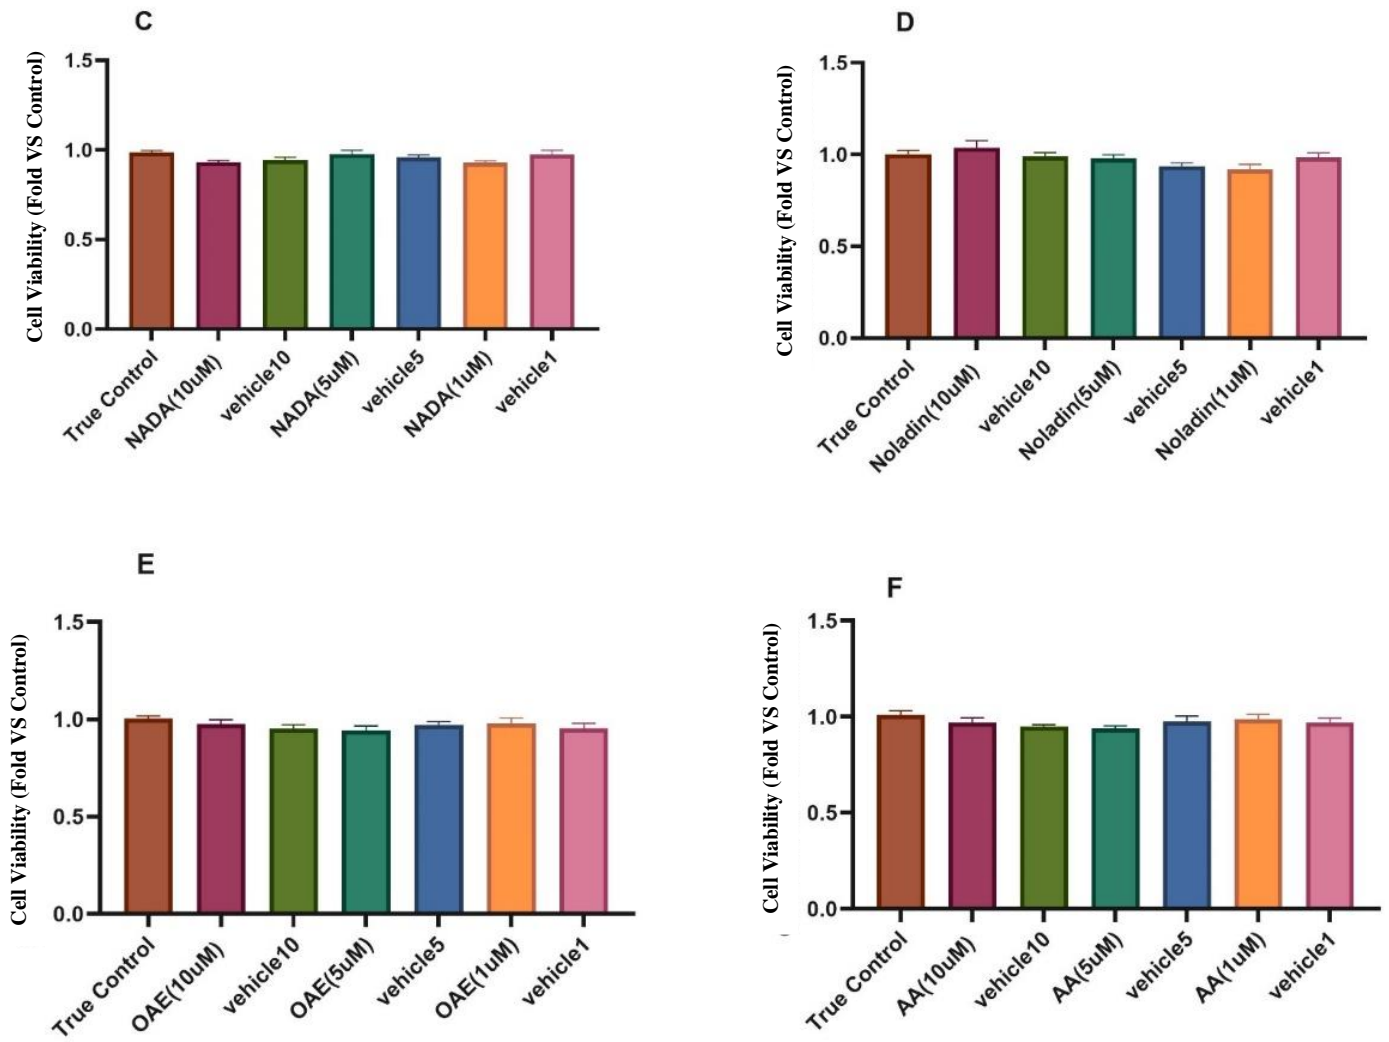 C
Cell Viability (Fold VS Control)
1.5
1.0
0.5
0.0
True Control
NADA(10uM)
vehicle10
NADA(5uM)
vehicle5
NADA(1uM)
vehicle1
D
Cell Viability (Fold VS Control)
1.5
1.0
0.5
0.0
True Control
Noladin(10uM)
vehicle10
Noladin(5uM)
vehicle5
Noladin(1uM)
vehicle1
E
Cell Viability (Fold VS Control)
1.5
1.0
0.5
0.0
True Control
OAE(10uM)
vehicle10
OAE(5uM)
vehicle5
OAE(1uM)
vehicle1
F
Cell Viability (Fold VS Control)
1.5
1.0
0.5
0.0
True Control
AA(10uM)
vehicle10
AA(5uM)
vehicle5
AA(1uM)
vehicle1